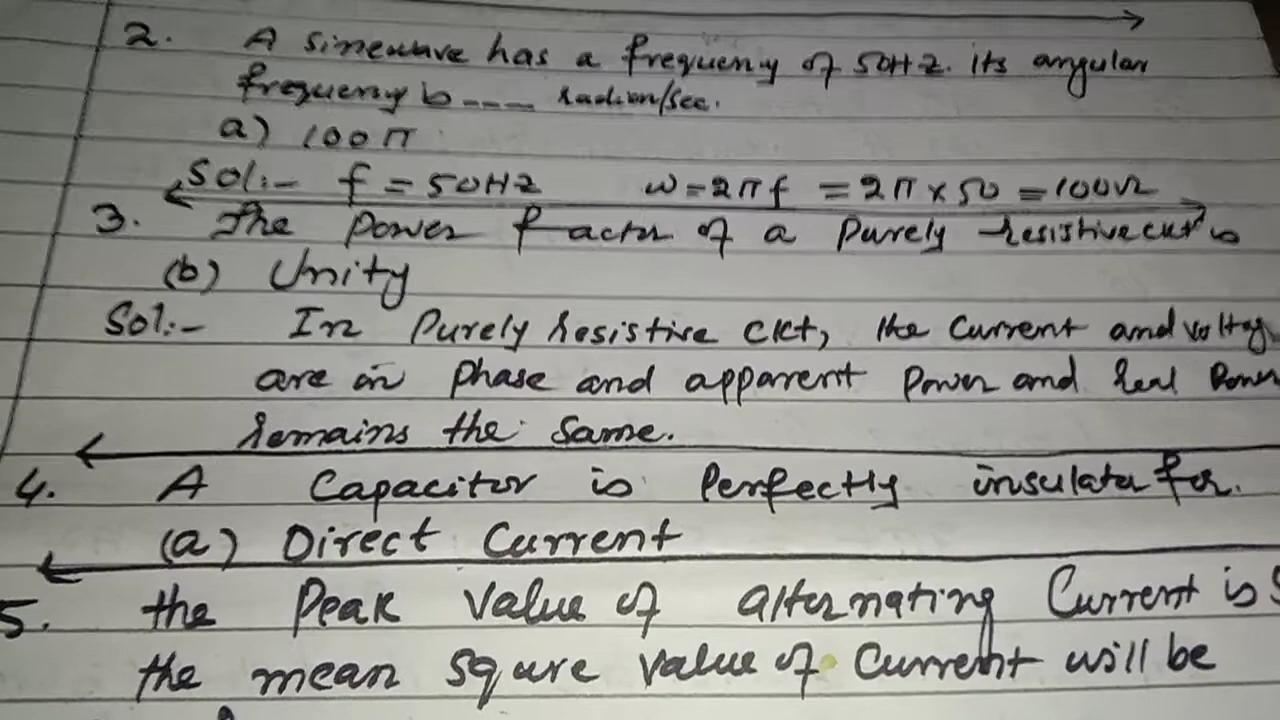 2. A sinewave has a frequency of 50HZ. its angular
frequency is ---- radian/sec.
a) 100π
Sol:- f = 50HZ ω = 2πf = 2π × 50 = 100π
3. The Power factor of a Purely resistive ckt is
(b) Unity
Sol:- In Purely resistive ckt, the current and voltag
are in phase and apparent power and real Power
remains the same.
4. A Capacitor is Perfectly insulator for.
(a) Direct Current
5. the Peak Value of alternating Current is
the mean square value of Current will be